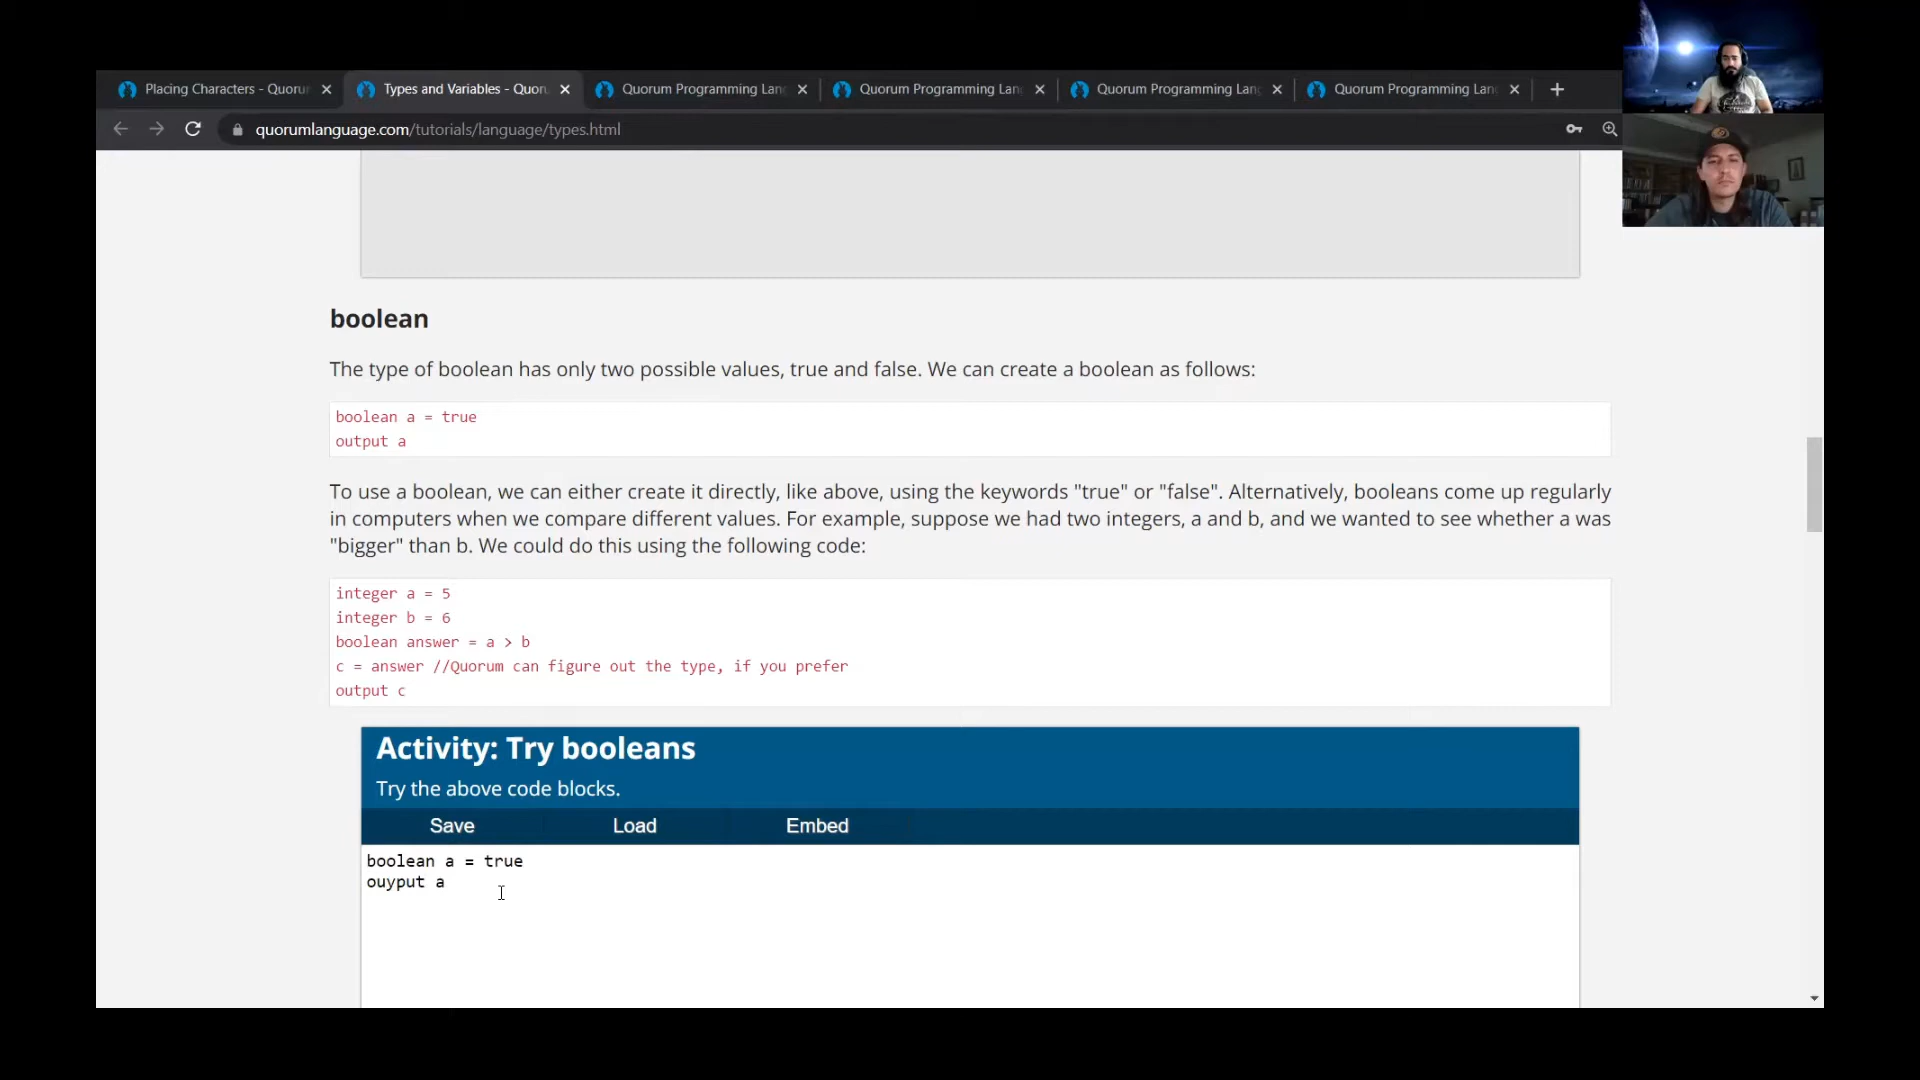 Placing Characters - Quoru
Types and Variables - Quon
Quorum Programming Lan
Quorum Programming Lan
Quorum Programming Lan
Quorum Programming Lan
quorumlanguage.com/tutorials/language/types.html
boolean
The type of boolean has only two possible values, true and false. We can create a boolean as follows:
boolean a = true
output a
To use a boolean, we can either create it directly, like above, using the keywords "true" or "false". Alternatively, booleans come up regularly
in computers when we compare different values. For example, suppose we had two integers, a and b, and we wanted to see whether a was
"bigger" than b. We could do this using the following code:
integer a = 5
integer b = 6
boolean answer = a > b
c = answer //Quorum can figure out the type, if you prefer
output c
Activity: Try booleans
Try the above code blocks.
Save Load Embed
boolean a = true
ouyput a